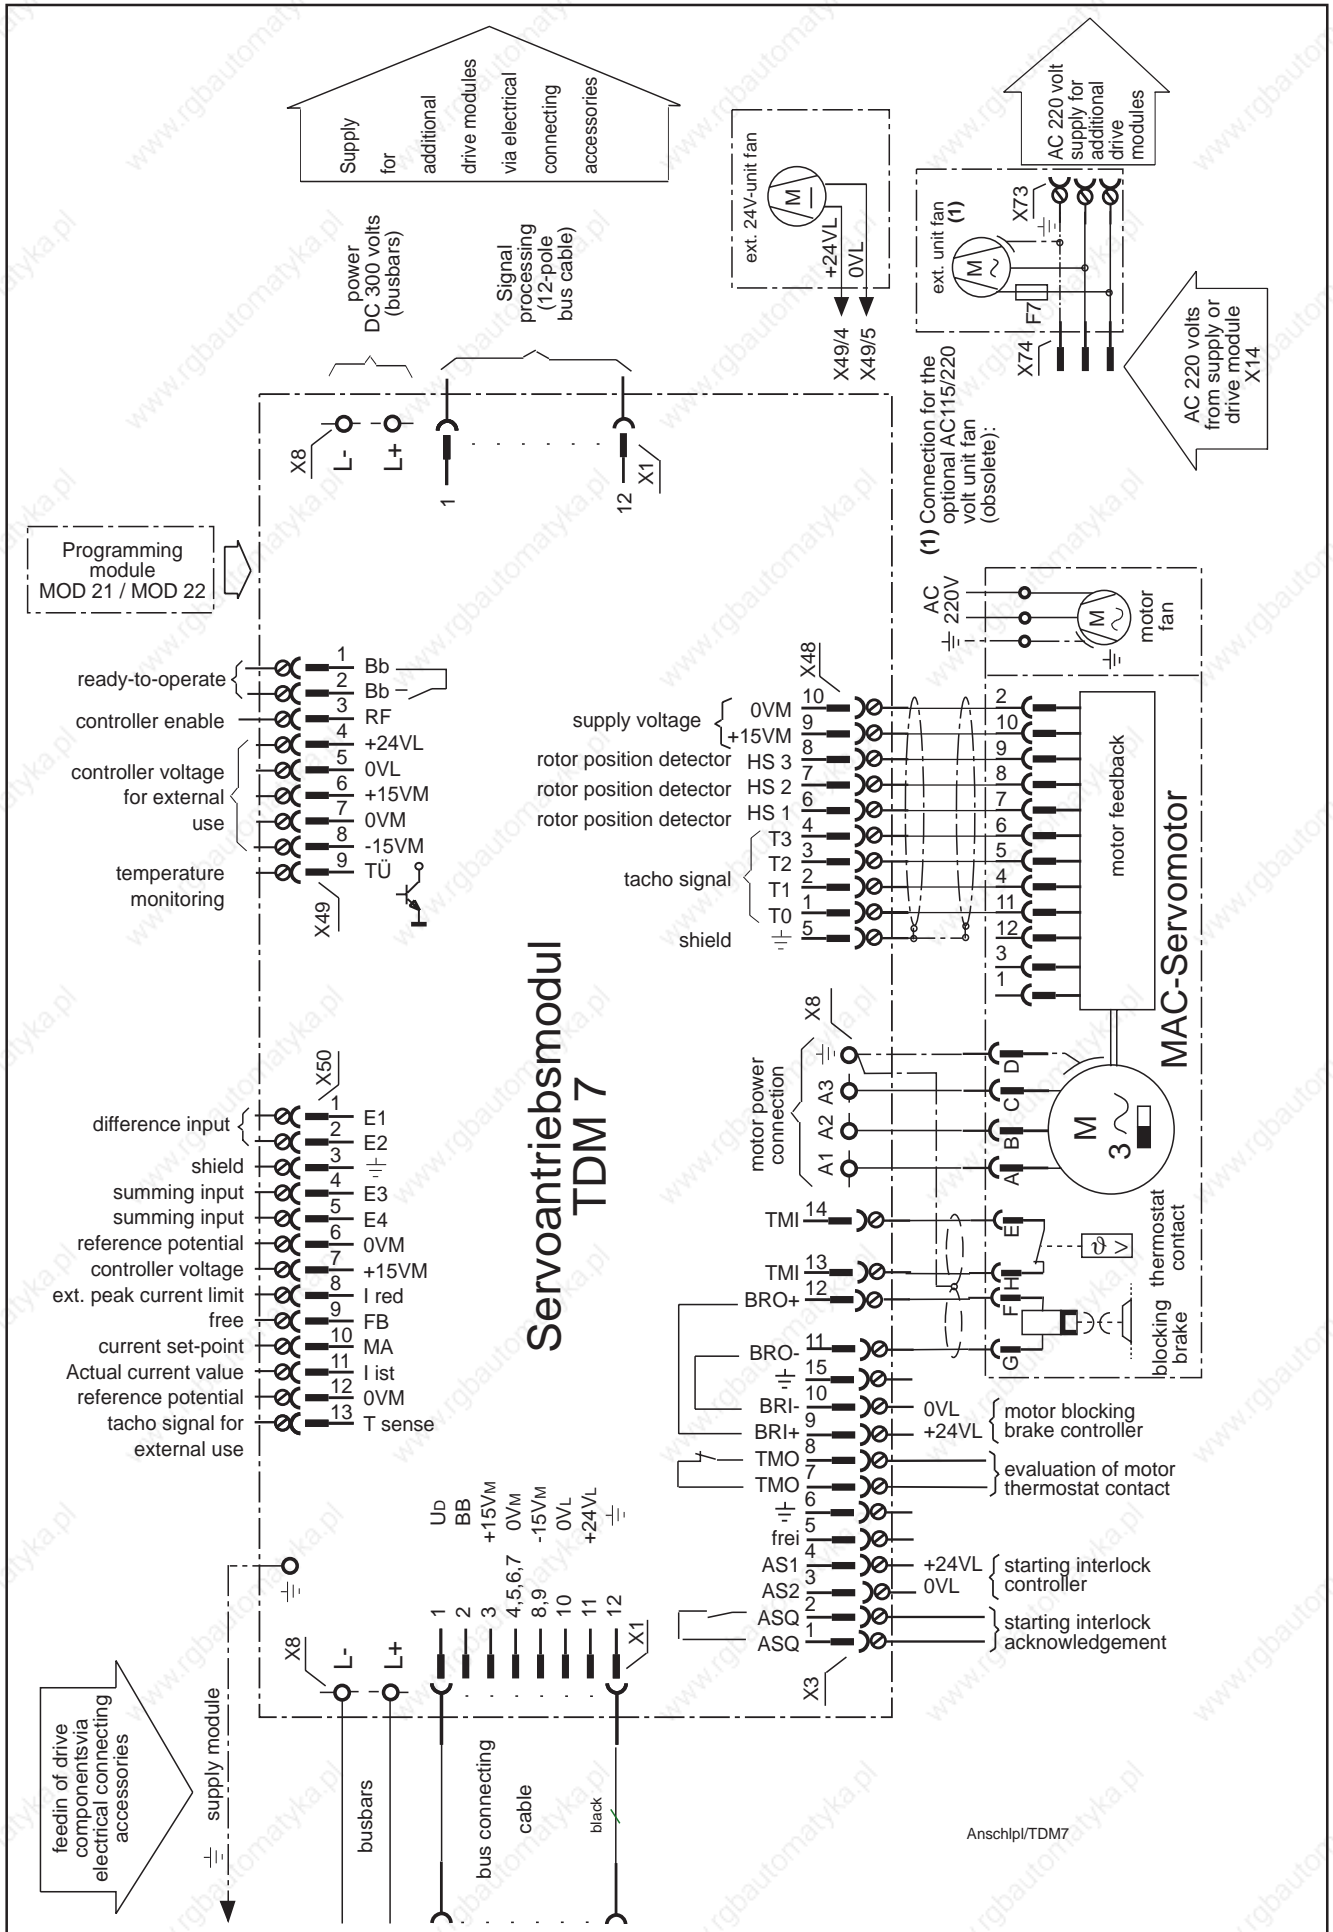 Supply
for
additional
drive modules
via electrical
connecting
accessories
power
DC 300 volts
(busbars)
Signal
processing
(12-pole
bus cable)
ext. 24V-unit fan
M
+24VL
0VL
X49/4
X49/5
AC 220 volt
supply for
additional
drive
modules
X73
ext. unit fan
(1)
M
F7
X74
AC 220 volts
from supply or
drive module
X14
(1) Connection for the
optional AC115/220
volt unit fan
(obsolete):
X8
L-
L+
1
12
X1
Programming
module
MOD 21 / MOD 22
ready-to-operate
1 Bb
2 Bb
controller enable 3 RF
controller voltage
for external
use
4 +24VL
5 0VL
6 +15VM
7 0VM
8 -15VM
temperature
monitoring
9 TÜ
X49
AC
220V
M
motor
fan
X48
supply voltage
0VM 10 2
+15VM 9 10
rotor position detector HS 3 8 9
rotor position detector HS 2 7 8
rotor position detector HS 1 6 7
tacho signal
T3 4 6
T2 3 5
T1 2 4
T0 1 11
shield 5 12
3
1
motor feedback
MAC-Servomotor
Servoantriebsmodul
TDM 7
X50
difference input
1 E1
2 E2
shield 3
summing input 4 E3
summing input 5 E4
reference potential 6 0VM
controller voltage 7 +15VM
ext. peak current limit 8 I red
free 9 FB
current set-point 10 MA
Actual current value 11 I ist
reference potential 12 0VM
tacho signal for
external use
13 T sense
X8
motor power
connection
D
A3 C
A2 B
A1 A
M
3
TMI 14 E
TMI 13 H
BRO+ 12 F
BRO- 11 G
15
BRI- 10 0VL
BRI+ 9 +24VL
motor blocking
brake controller
TMO 8
TMO 7
evaluation of motor
thermostat contact
6
frei 5
AS1 4 +24VL
AS2 3 0VL
starting interlock
controller
ASQ 2
ASQ 1
starting interlock
acknowledgement
X3
ϑ
V
thermostat
contact
blocking
brake
UD
BB
+15VM
0VM
-15VM
0VL
+24VL
1
2
3
4,5,6,7
8,9
10
11
12
X1
X8
L-
L+
feedin of drive
componentsvia
electrical connecting
accessories
supply module
busbars
bus connecting
cable
black
Anschlpl/TDM7
www.rgbautomatyka.pl